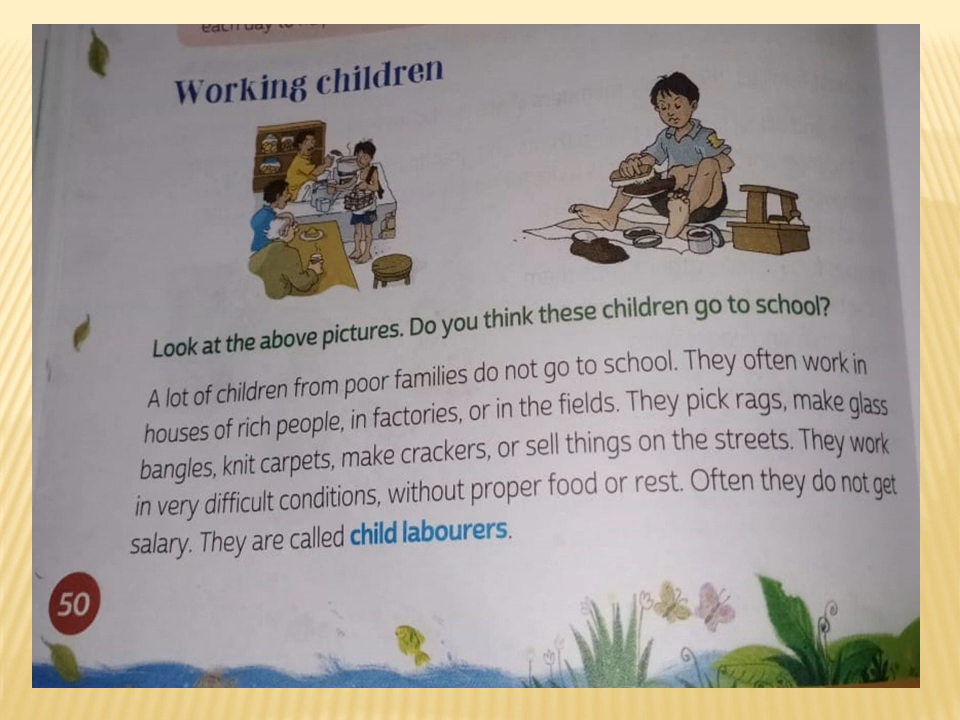 each day to
Working children
Look at the above pictures. Do you think these children go to school?
A lot of children from poor families do not go to school. They often work in
houses of rich people, in factories, or in the fields. They pick rags, make glass
bangles, knit carpets, make crackers, or sell things on the streets. They work
in very difficult conditions, without proper food or rest. Often they do not get
salary. They are called child labourers.
50